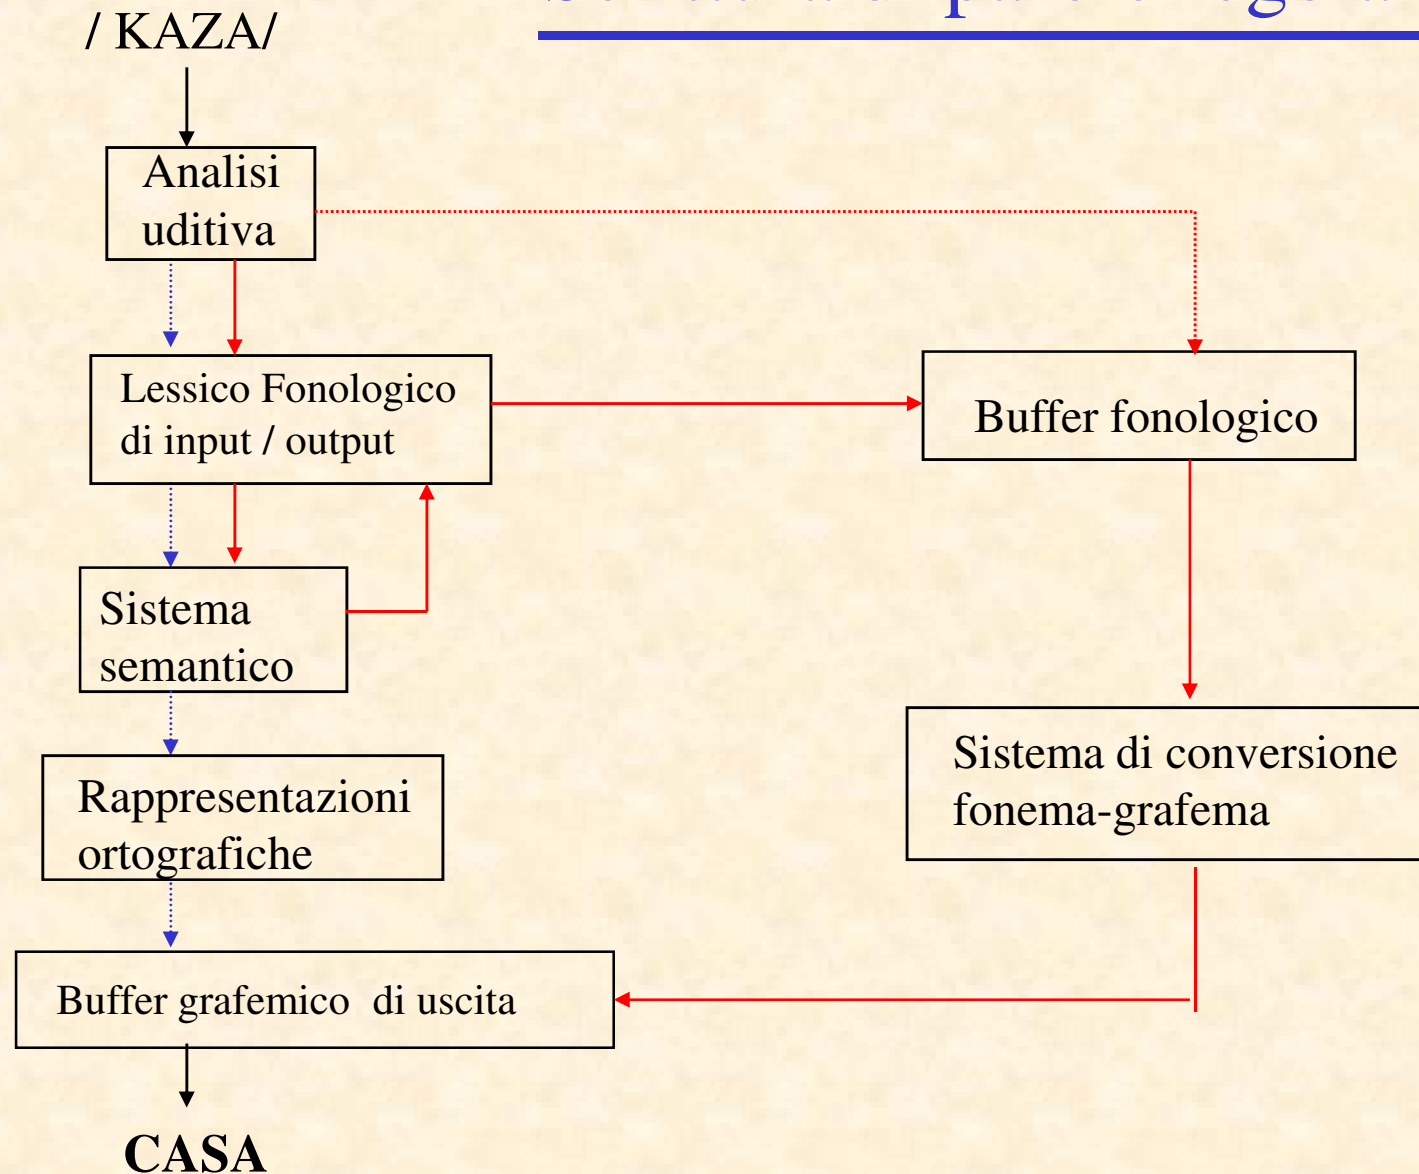 / KAZA/
Analisi
uditiva
Lessico Fonologico
di input / output
Buffer fonologico
Sistema
semantico
Sistema di conversione
fonema-grafema
Rappresentazioni
ortografiche
Buffer grafemico di uscita
CASA